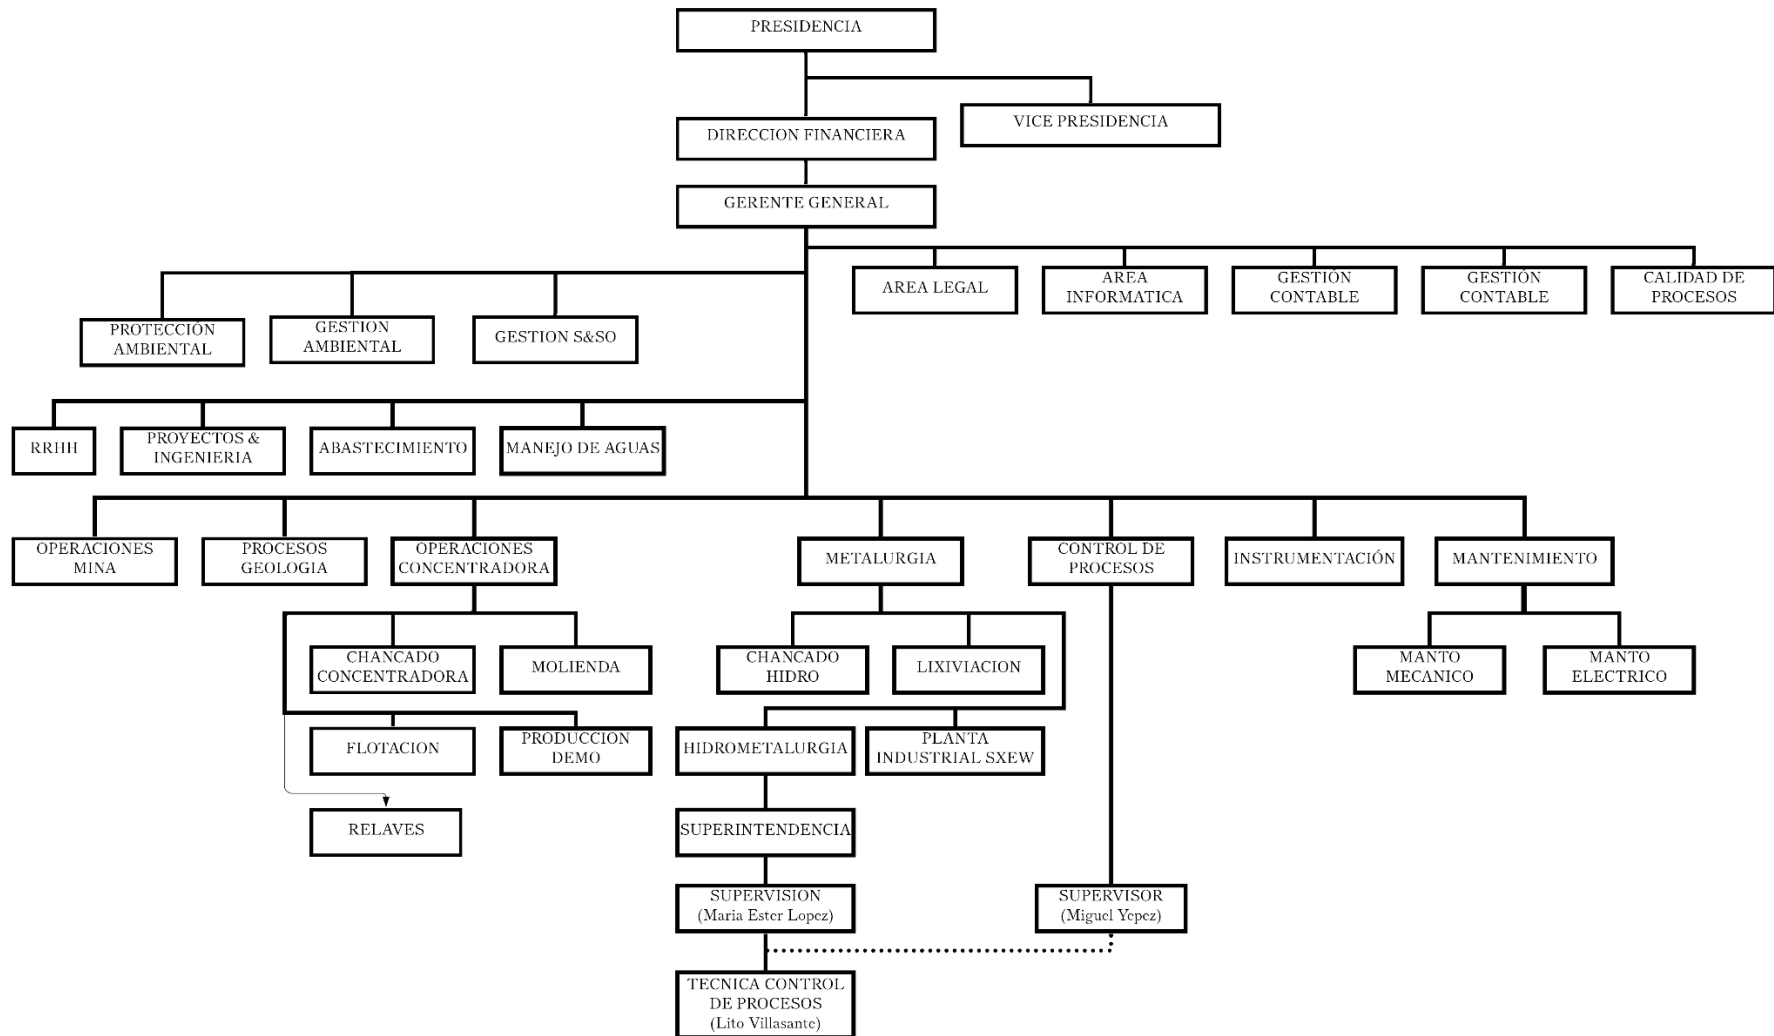 PRESIDENCIA
VICE PRESIDENCIA
DIRECCION FINANCIERA
GERENTE GENERAL
AREA LEGAL
AREA
INFORMATICA
GESTIÓN
CONTABLE
GESTIÓN
CONTABLE
CALIDAD DE
PROCESOS
PROTECCIÓN
AMBIENTAL
GESTION
AMBIENTAL
GESTION S&SO
RRHH
PROYECTOS &
INGENIERIA
ABASTECIMIENTO
MANEJO DE AGUAS
OPERACIONES
MINA
PROCESOS
GEOLOGIA
OPERACIONES
CONCENTRADORA
METALURGIA
CONTROL DE
PROCESOS
INSTRUMENTACIÓN
MANTENIMIENTO
CHANCADO
CONCENTRADORA
MOLIENDA
CHANCADO
HIDRO
LIXIVIACION
MANTO
MECANICO
MANTO
ELECTRICO
FLOTACION
PRODUCCION
DEMO
HIDROMETALURGIA
PLANTA
INDUSTRIAL SXEW
RELAVES
SUPERINTENDENCIA
SUPERVISION
(Maria Ester Lopez)
SUPERVISOR
(Miguel Yepez)
TECNICA CONTROL
DE PROCESOS
(Lito Villasante)